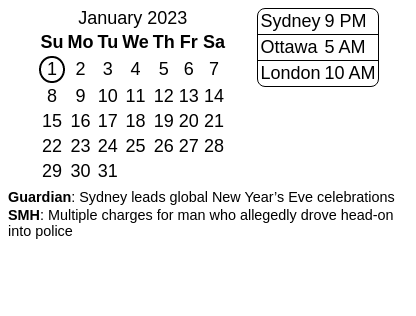 January 2023
Su Mo Tu We Th Fr Sa
1 2 3 4 5 6 7
8 9 10 11 12 13 14
15 16 17 18 19 20 21
22 23 24 25 26 27 28
29 30 31
Sydney 9 PM
Ottawa 5 AM
London 10 AM
Guardian: Sydney leads global New Year’s Eve celebrations
SMH: Multiple charges for man who allegedly drove head-on
into police